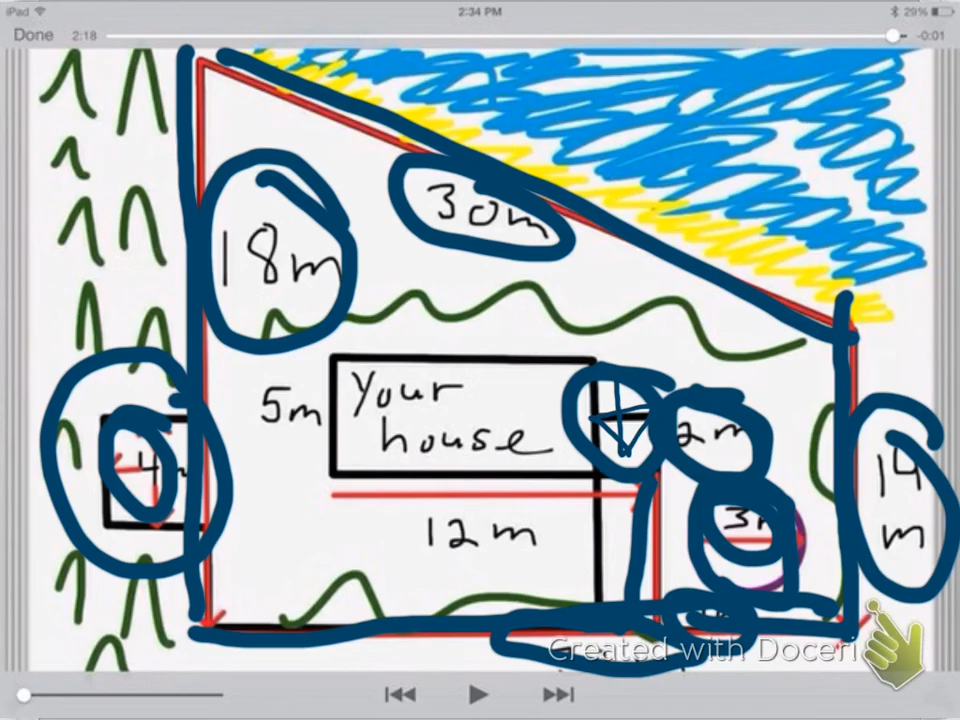 iPad
2:34 PM
29%
Done
2:18
-0:01
30m
18m
5m
Your
house
2m
14
m
12m
Created with Doceri